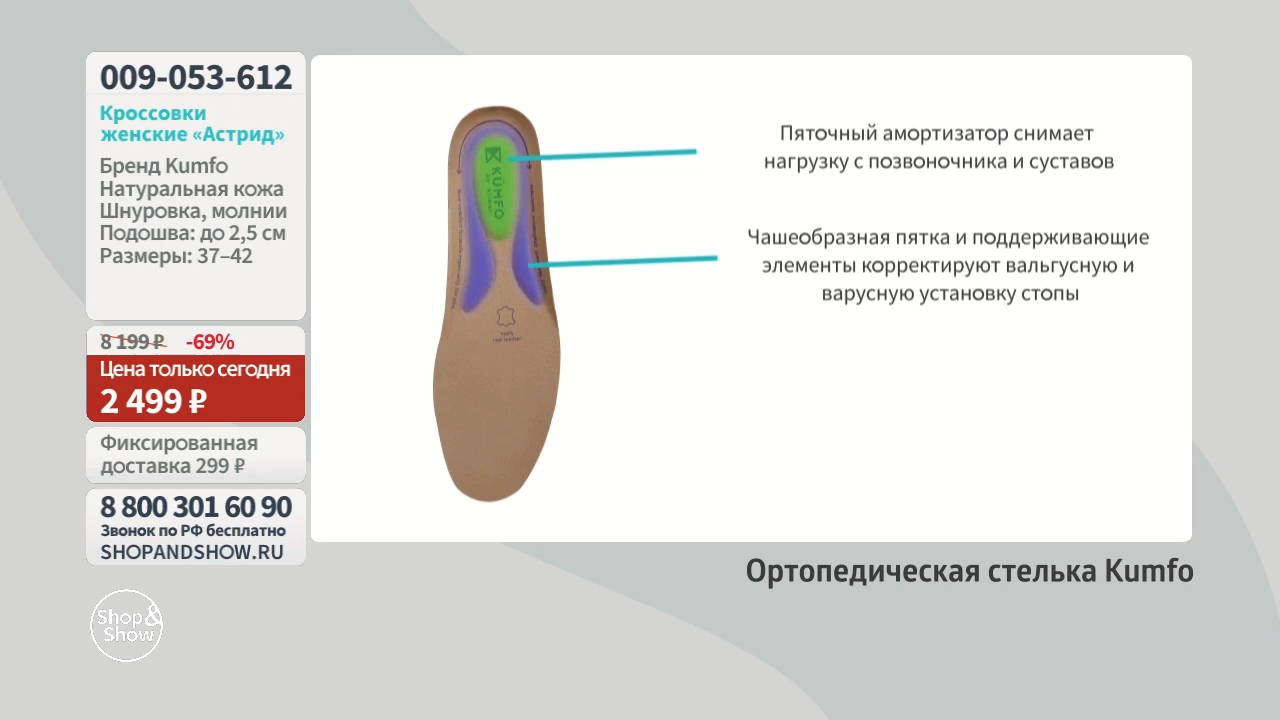 009-053-612
Кроссовки
женские «Астрид»
Бренд Kumfo
Натуральная кожа
Шнуровка, молнии
Подошва: до 2,5 см
Размеры: 37–42
8 199 ₽ -69%
Цена только сегодня
2 499 ₽
Фиксированная
доставка 299 ₽
8 800 301 60 90
Звонок по РФ бесплатно
SHOPANDSHOW.RU
Shop&
Show
KUMFO
100%
real leather
Пяточный амортизатор снимает
нагрузку с позвоночника и суставов
Чашеобразная пятка и поддерживающие
элементы корректируют вальгусную и
варусную установку стопы
Ортопедическая стелька Kumfo